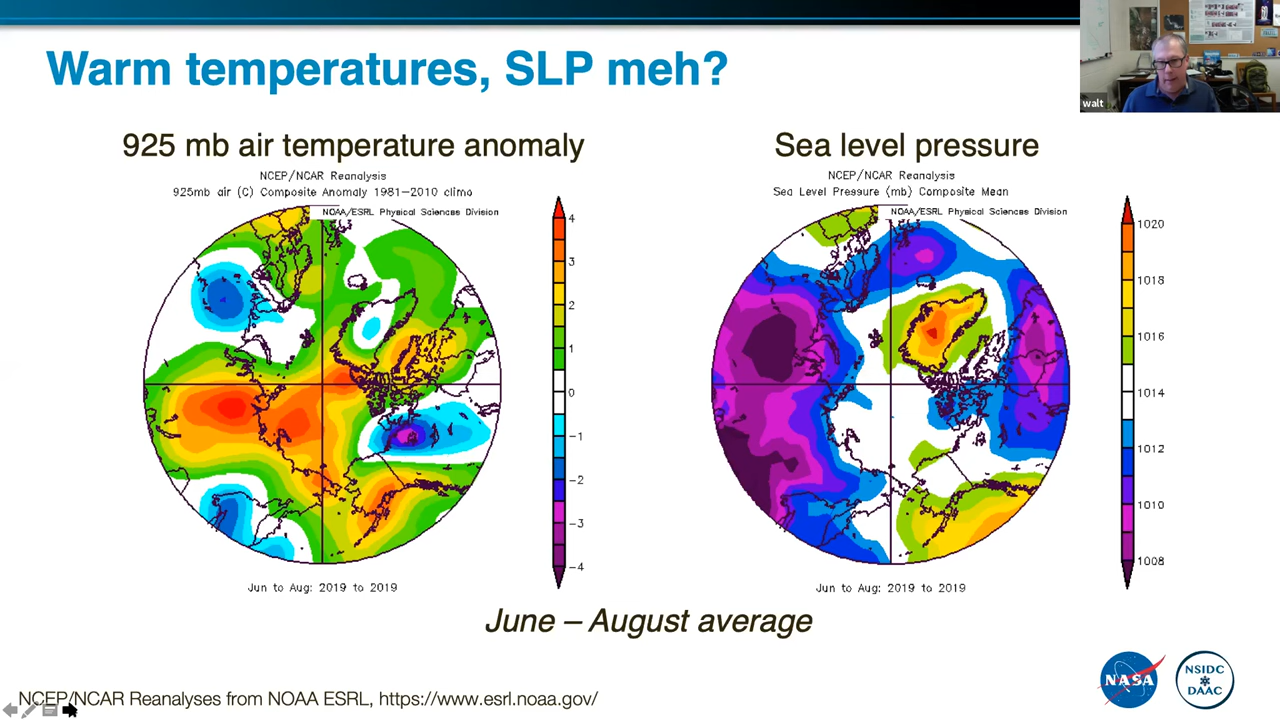 Warm temperatures, SLP meh?
walt
925 mb air temperature anomaly
NCEP/NCAR Reanalysis
925mb air (C) Composite Anomaly 1981-2010 climo
NOAA/ESRL Physical Sciences Division
4
3
2
1
0
-1
-2
-3
-4
Jun to Aug: 2019 to 2019
Sea level pressure
NCEP/NCAR Reanalysis
Sea Level Pressure (mb) Composite Mean
NOAA/ESRL Physical Sciences Division
1020
1018
1016
1014
1012
1010
1008
Jun to Aug: 2019 to 2019
June – August average
NCEP/NCAR Reanalyses from NOAA ESRL, https://www.esrl.noaa.gov/
NASA
NSIDC
DAAC